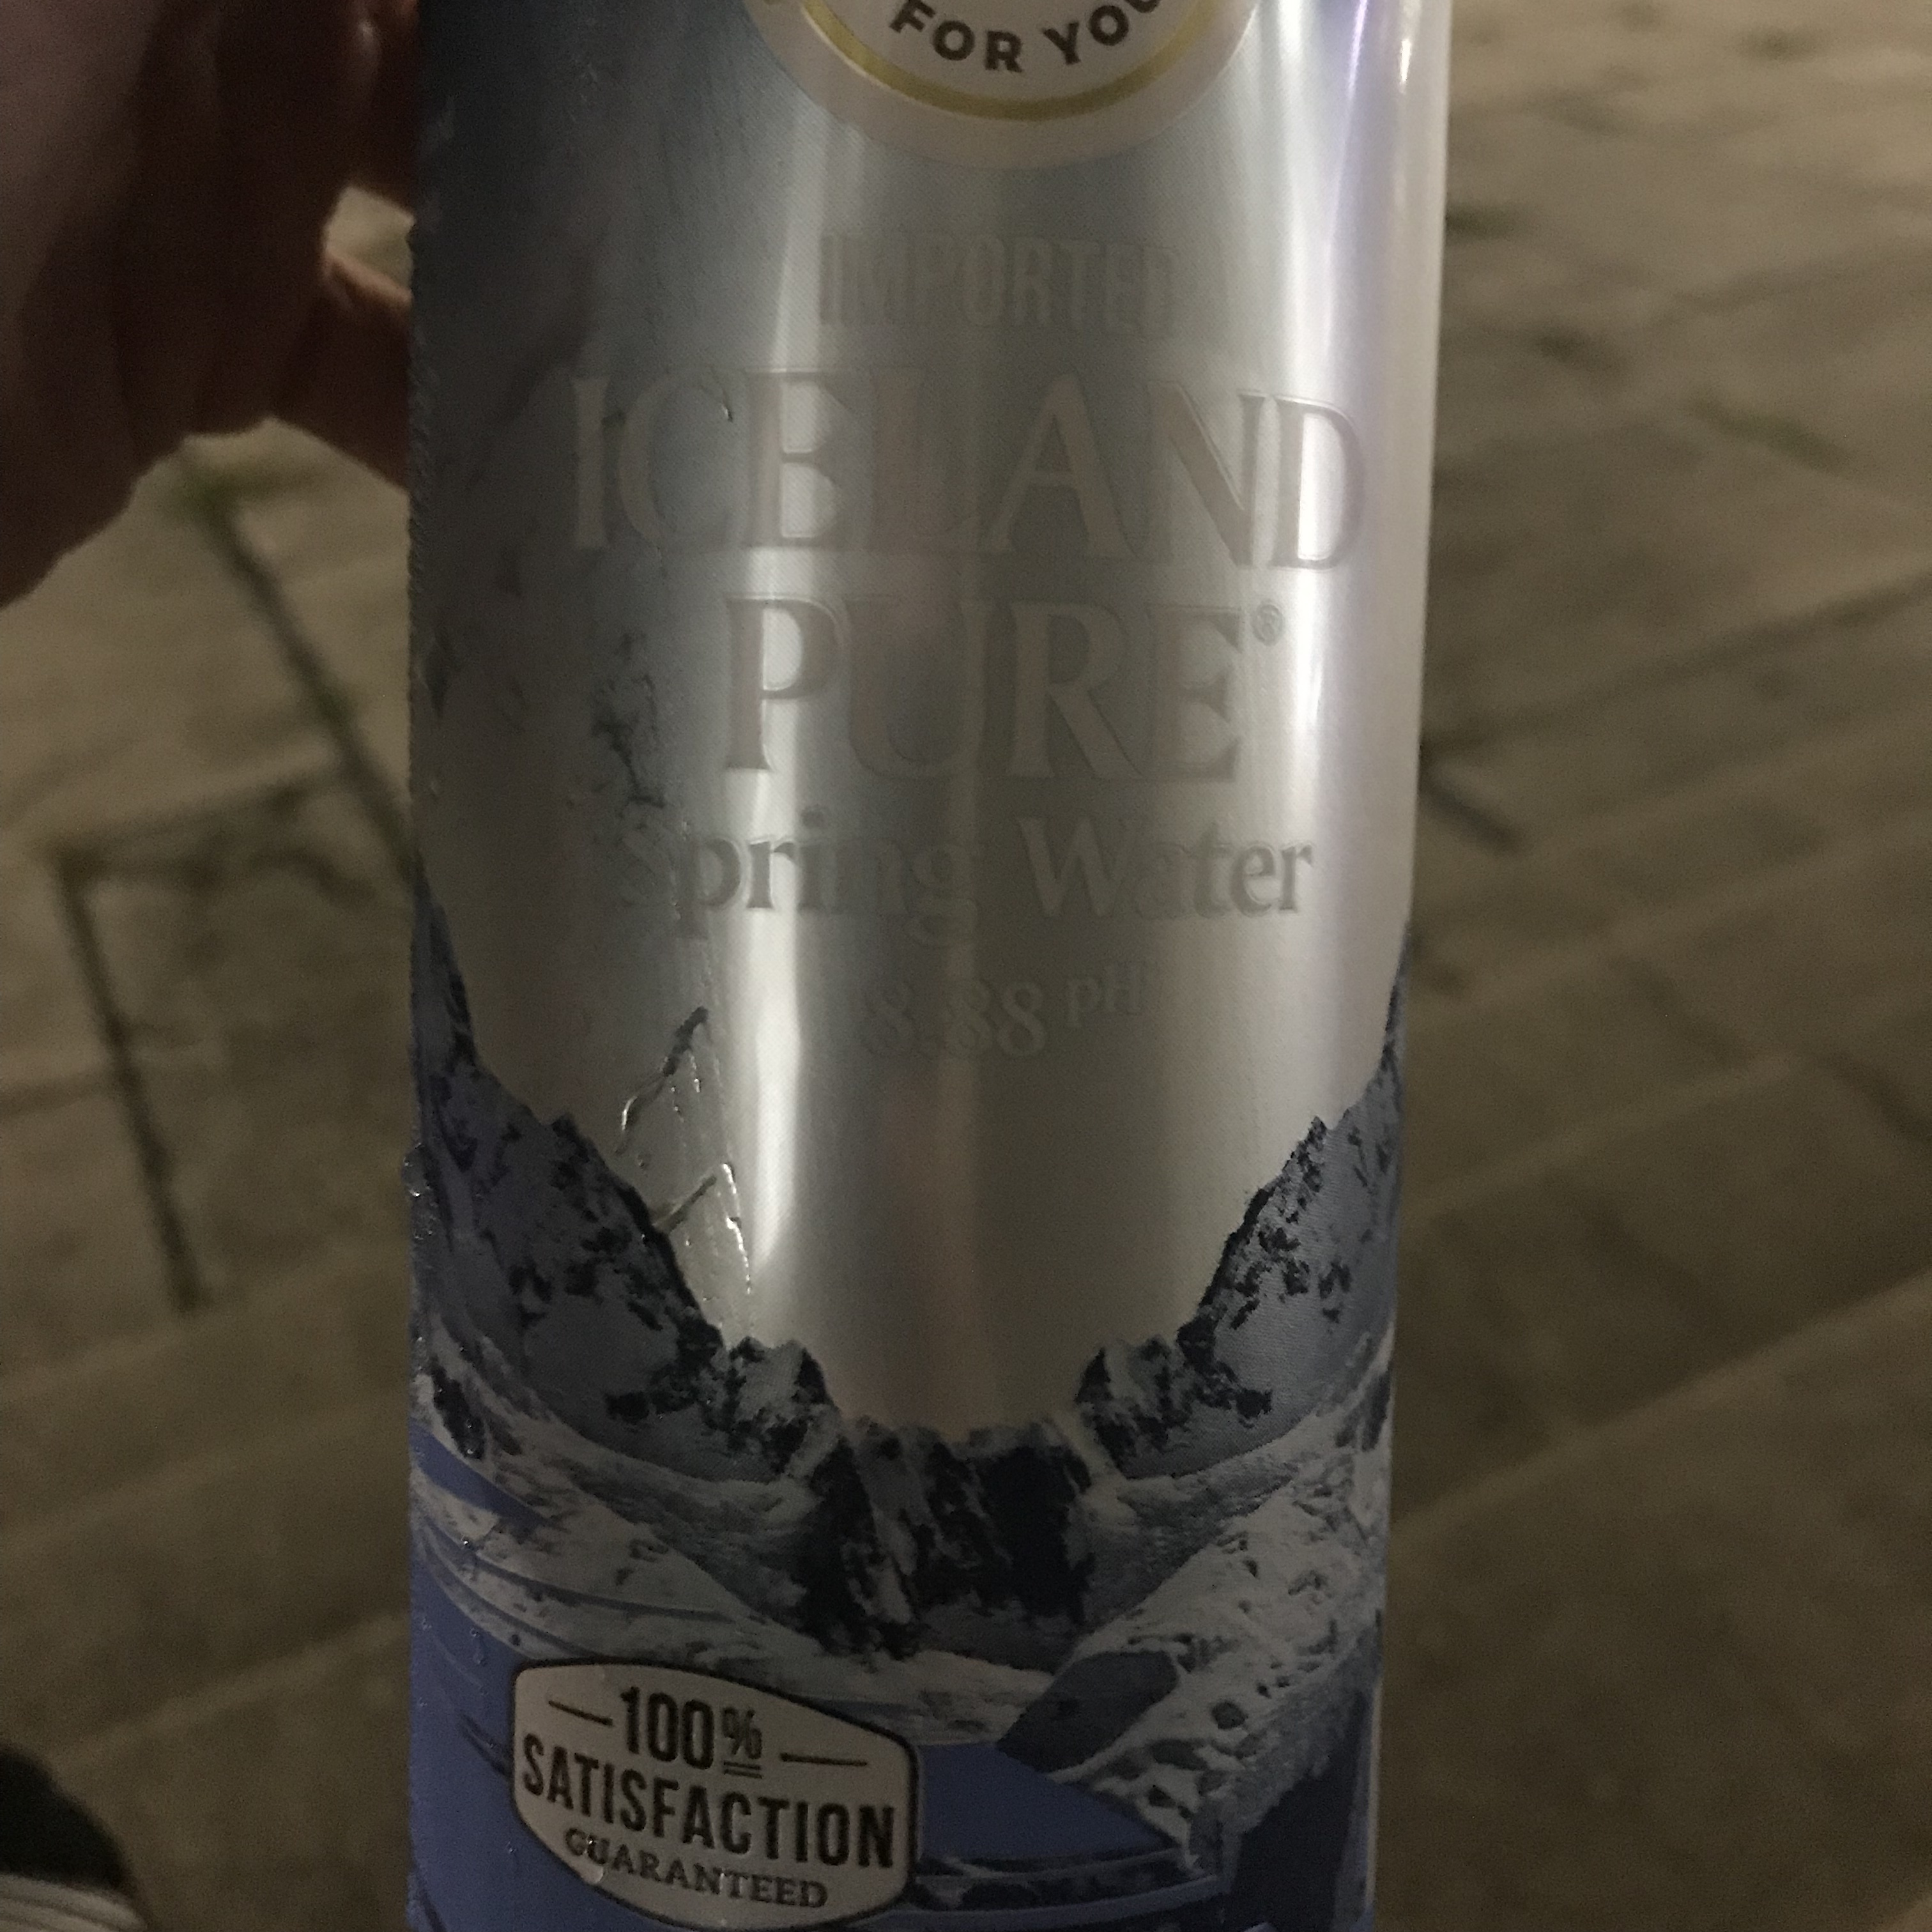 FOR YOU
IMPORTED
ICELAND
PURE®
Spring Water
8.88 pH
100%
SATISFACTION
GUARANTEED